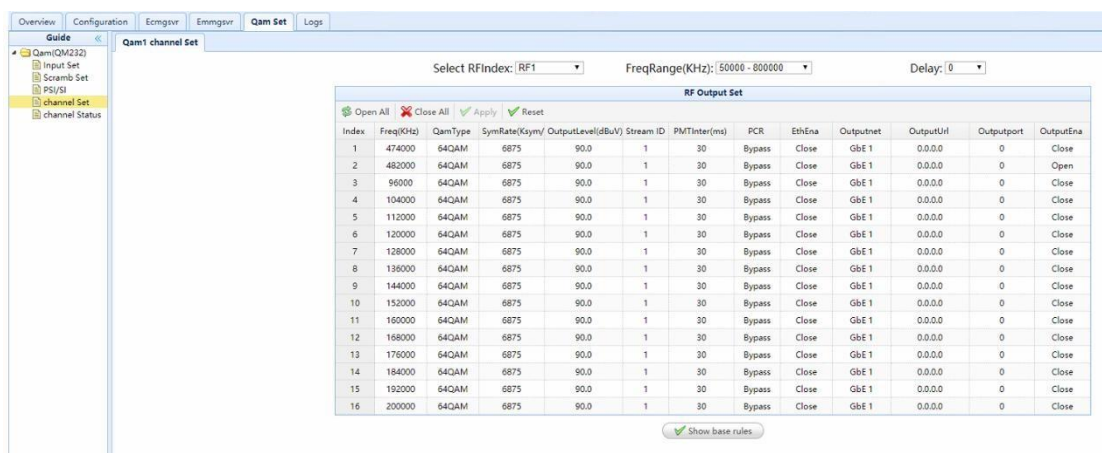 Overview Configuration Ecmgsvr Emmgsvr Qam Set Logs
Guide «
Qam1 channel Set
Qam(QM232)
Input Set
Scramb Set
PSI/SI
channel Set
channel Status
Select RFIndex: RF1 FreqRange(KHz): 50000 - 800000 Delay: 0
RF Output Set
Open All Close All Apply Reset
Index Freq(KHz) QamType SymRate(Ksym/ OutputLevel(dBuV) Stream ID PMTInter(ms) PCR EthEna Outputnet OutputUrl Outputport OutputEna
1 474000 64QAM 6875 90.0 1 30 Bypass Close GbE 1 0.0.0.0 0 Close
2 482000 64QAM 6875 90.0 1 30 Bypass Close GbE 1 0.0.0.0 0 Open
3 96000 64QAM 6875 90.0 1 30 Bypass Close GbE 1 0.0.0.0 0 Close
4 104000 64QAM 6875 90.0 1 30 Bypass Close GbE 1 0.0.0.0 0 Close
5 112000 64QAM 6875 90.0 1 30 Bypass Close GbE 1 0.0.0.0 0 Close
6 120000 64QAM 6875 90.0 1 30 Bypass Close GbE 1 0.0.0.0 0 Close
7 128000 64QAM 6875 90.0 1 30 Bypass Close GbE 1 0.0.0.0 0 Close
8 136000 64QAM 6875 90.0 1 30 Bypass Close GbE 1 0.0.0.0 0 Close
9 144000 64QAM 6875 90.0 1 30 Bypass Close GbE 1 0.0.0.0 0 Close
10 152000 64QAM 6875 90.0 1 30 Bypass Close GbE 1 0.0.0.0 0 Close
11 160000 64QAM 6875 90.0 1 30 Bypass Close GbE 1 0.0.0.0 0 Close
12 168000 64QAM 6875 90.0 1 30 Bypass Close GbE 1 0.0.0.0 0 Close
13 176000 64QAM 6875 90.0 1 30 Bypass Close GbE 1 0.0.0.0 0 Close
14 184000 64QAM 6875 90.0 1 30 Bypass Close GbE 1 0.0.0.0 0 Close
15 192000 64QAM 6875 90.0 1 30 Bypass Close GbE 1 0.0.0.0 0 Close
16 200000 64QAM 6875 90.0 1 30 Bypass Close GbE 1 0.0.0.0 0 Close
Show base rules